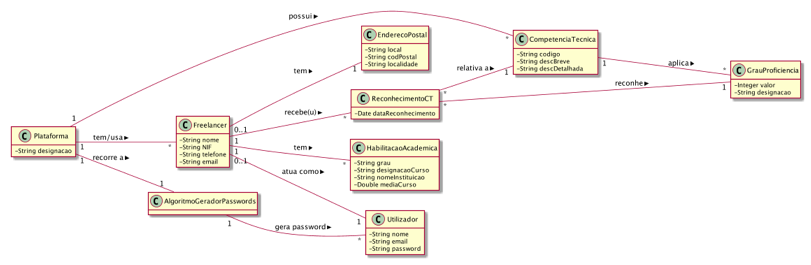 possui
1
*
C CompetenciaTecnica
String codigo
String descBreve
String descDetalhada
1
aplica
*
C GrauProficiencia
Integer valor
String designacao
1
C EnderecoPostal
String local
String codPostal
String localidade
1
tem
0..1
relativa a
*
1
C ReconhecimentoCT
Date dataReconhecimento
*
reconhe
recebe(u)
*
1
C Freelancer
String nome
String NIF
String telefone
String email
C Plataforma
String designacao
1
tem/usa
*
tem
1
*
C HabilitacaoAcademica
String grau
String designacaoCurso
String nomeInstituicao
Double mediaCurso
0..1
atua como
1
1
recorre a
1
C AlgoritmoGeradorPasswords
1
gera password
*
C Utilizador
String nome
String email
String password